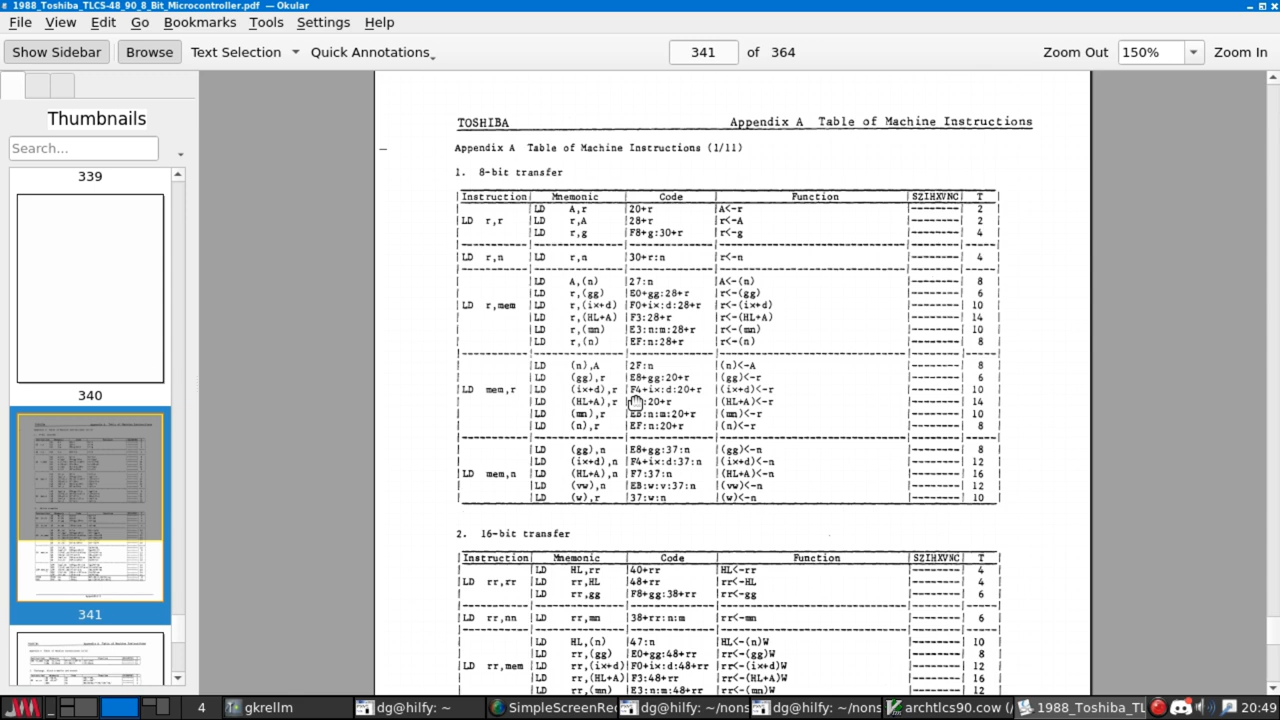 1988_Toshiba_TLCS-48_90_8_Bit_Microcontroller.pdf — Okular
File View Edit Go Bookmarks Tools Settings Help
Show Sidebar Browse Text Selection Quick Annotations 341 of 364 Zoom Out 150% Zoom In
Thumbnails
Search...
339
340
341
TOSHIBA Appendix A Table of Machine Instructions
Appendix A Table of Machine Instructions (1/11)
1. 8-bit transfer
Instruction Mnemonic Code Function SZIHXVNC T
LD A,r 20+r A<-r -------- 2
LD r,r LD r,A 28+r r<-A -------- 2
LD r,g F8+g:30+r r<-g -------- 4
LD r,n LD r,n 30+r:n r<-n -------- 4
LD A,(n) 27:n A<-(n) -------- 8
LD r,(gg) E0+gg:28+r r<-(gg) -------- 6
LD r,mem LD r,(ix+d) F0+ix:d:28+r r<-(ix+d) -------- 10
LD r,(HL+A) F3:28+r r<-(HL+A) -------- 14
LD r,(mn) E3:n:m:28+r r<-(mn) -------- 10
LD r,(n) EF:n:28+r r<-(n) -------- 8
LD (n),A 2F:n (n)<-A -------- 8
LD (gg),r E8+gg:20+r (gg)<-r -------- 6
LD mem,r LD (ix+d),r F4+ix:d:20+r (ix+d)<-r -------- 10
LD (HL+A),r :20+r (HL+A)<-r -------- 14
LD (mn),r :n:m:20+r (mn)<-r -------- 10
LD (n),r EF:n:20+r (n)<-r -------- 8
LD (gg),n E8+gg:37:n (gg)<-n -------- 8
LD (ix+d),n F4+ix:d:37:n (ix+d)<-n -------- 12
LD mem,n LD (HL+A),n F7:37:n (HL+A)<-n -------- 16
LD (vw),n EB:w:v:37:n (vw)<-n -------- 12
LD (w),r 37:w:n (w)<-n -------- 10
2. 16-bit transfer
Instruction Mnemonic Code Function SZIHXVNC T
LD HL,rr 40+rr HL<-rr -------- 4
LD rr,rr LD rr,HL 48+rr rr<-HL -------- 4
LD rr,gg F8+gg:38+rr rr<-gg -------- 6
LD rr,nn LD rr,mn 38+rr:n:m rr<-mn -------- 6
LD HL,(n) 47:n HL<-(n)W -------- 10
LD rr,(gg) E0+gg:48+rr rr<-(gg)W -------- 8
LD rr,mem LD rr,(ix+d) F0+ix:d:48+rr rr<-(ix+d)W -------- 12
LD rr,(HL+A) F3:48+rr rr<-(HL+A)W -------- 16
LD rr,(mn) E3:n:m:48+rr rr<-(mn)W -------- 12
4 gkrellm dg@hilfy: ~ SimpleScreenRec dg@hilfy: ~/nons dg@hilfy: ~/nons archtlcs90.cow (/ 1988_Toshiba_TL 20:49